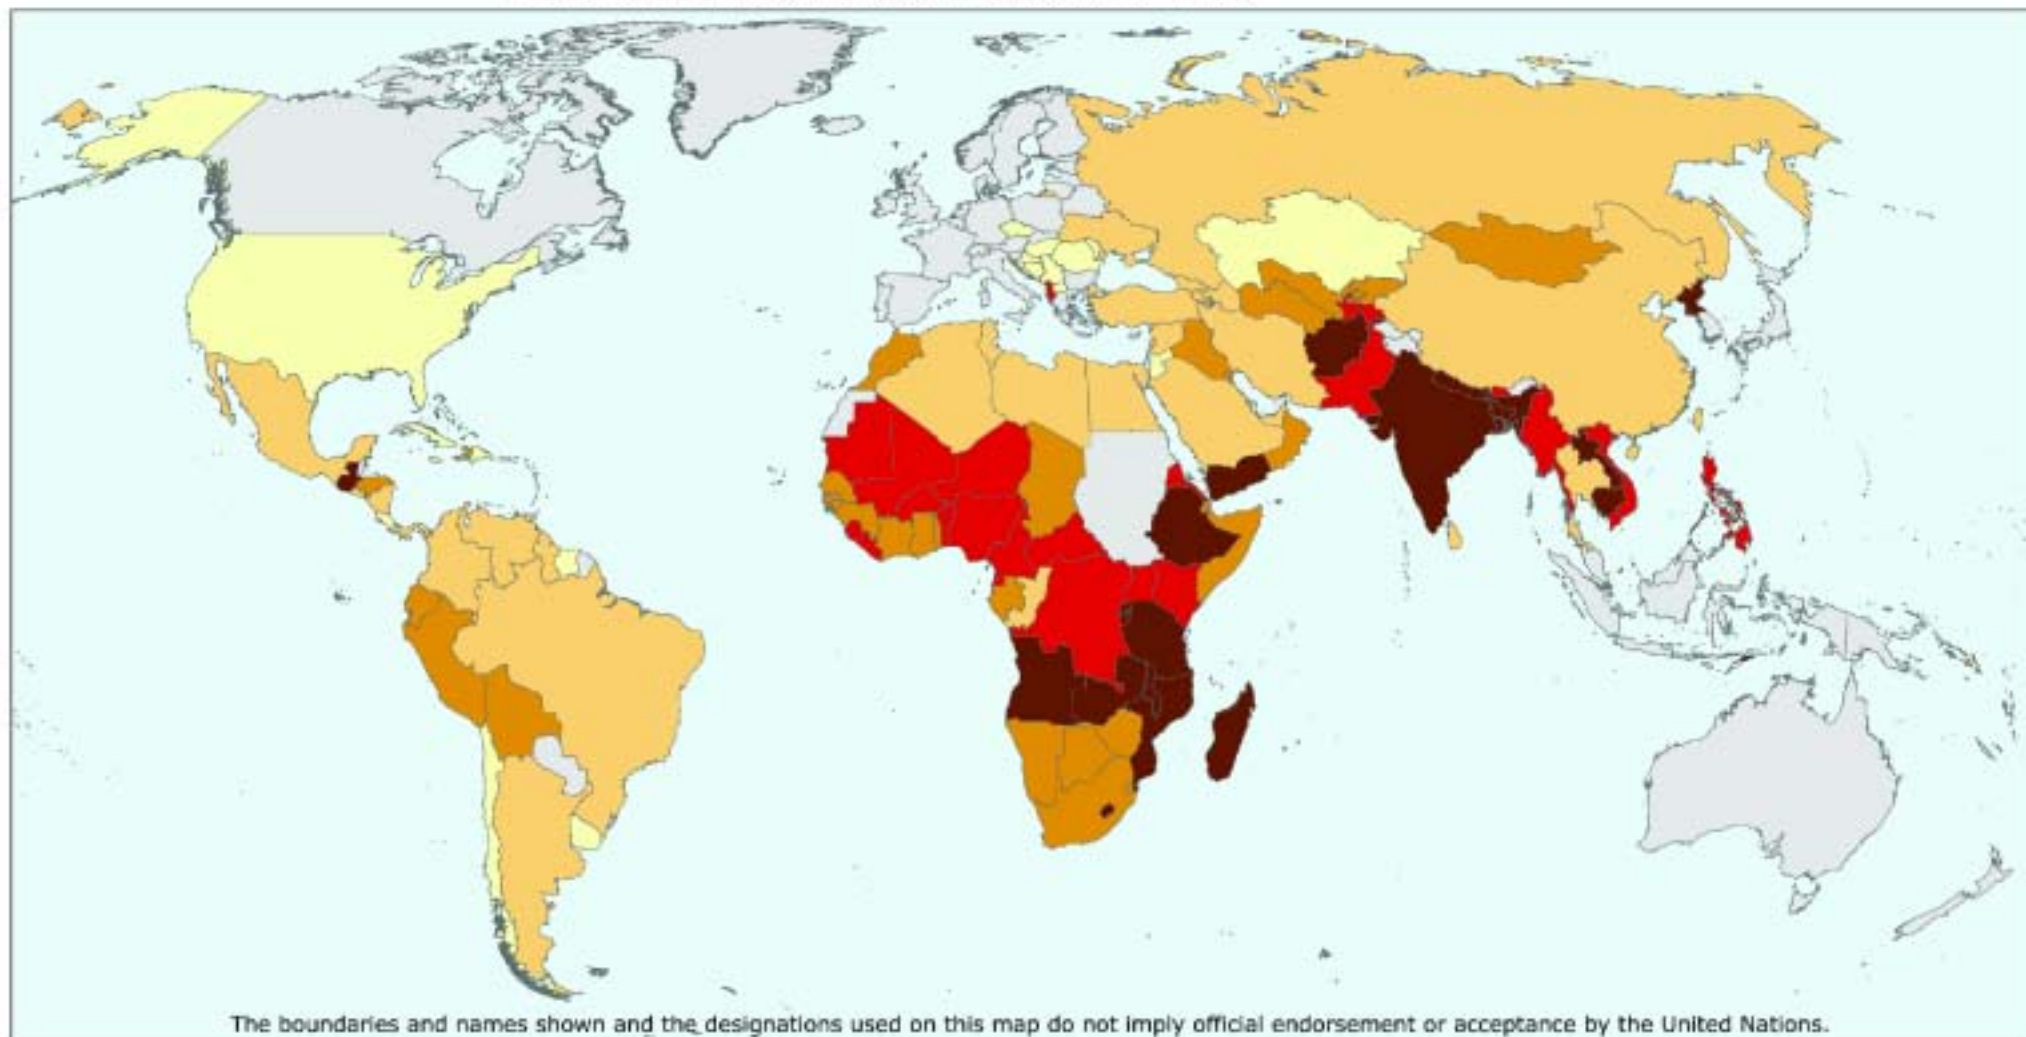 The boundaries and names shown and the designations used on this map do not imply official endorsement or acceptance by the United Nations.